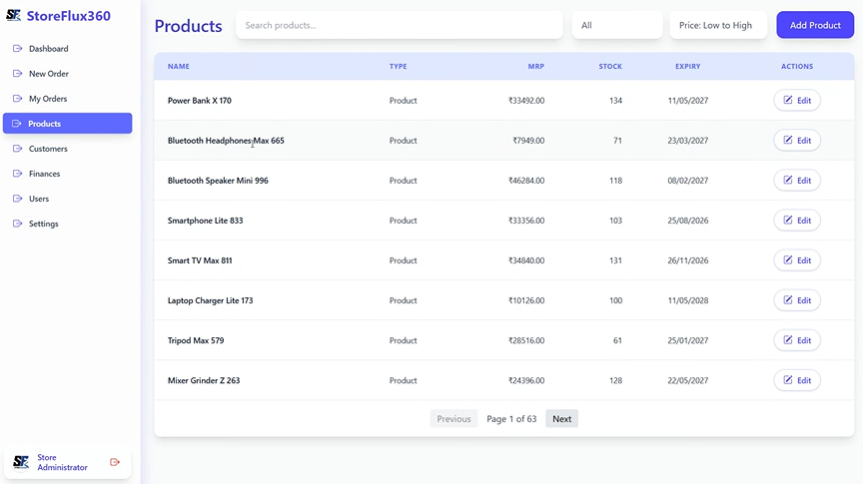 SF StoreFlux360
Dashboard
New Order
My Orders
Products
Customers
Finances
Users
Settings
SF Store
Administrator
Products Search products... All Price: Low to High Add Product
NAME TYPE MRP STOCK EXPIRY ACTIONS
Power Bank X 170 Product ₹33492.00 134 11/05/2027 Edit
Bluetooth Headphones Max 665 Product ₹7949.00 71 23/03/2027 Edit
Bluetooth Speaker Mini 996 Product ₹46284.00 118 08/02/2027 Edit
Smartphone Lite 833 Product ₹33356.00 103 25/08/2026 Edit
Smart TV Max 811 Product ₹34840.00 131 26/11/2026 Edit
Laptop Charger Lite 173 Product ₹10126.00 100 11/05/2028 Edit
Tripod Max 579 Product ₹28516.00 61 25/01/2027 Edit
Mixer Grinder Z 263 Product ₹24396.00 128 22/05/2027 Edit
Previous Page 1 of 63 Next